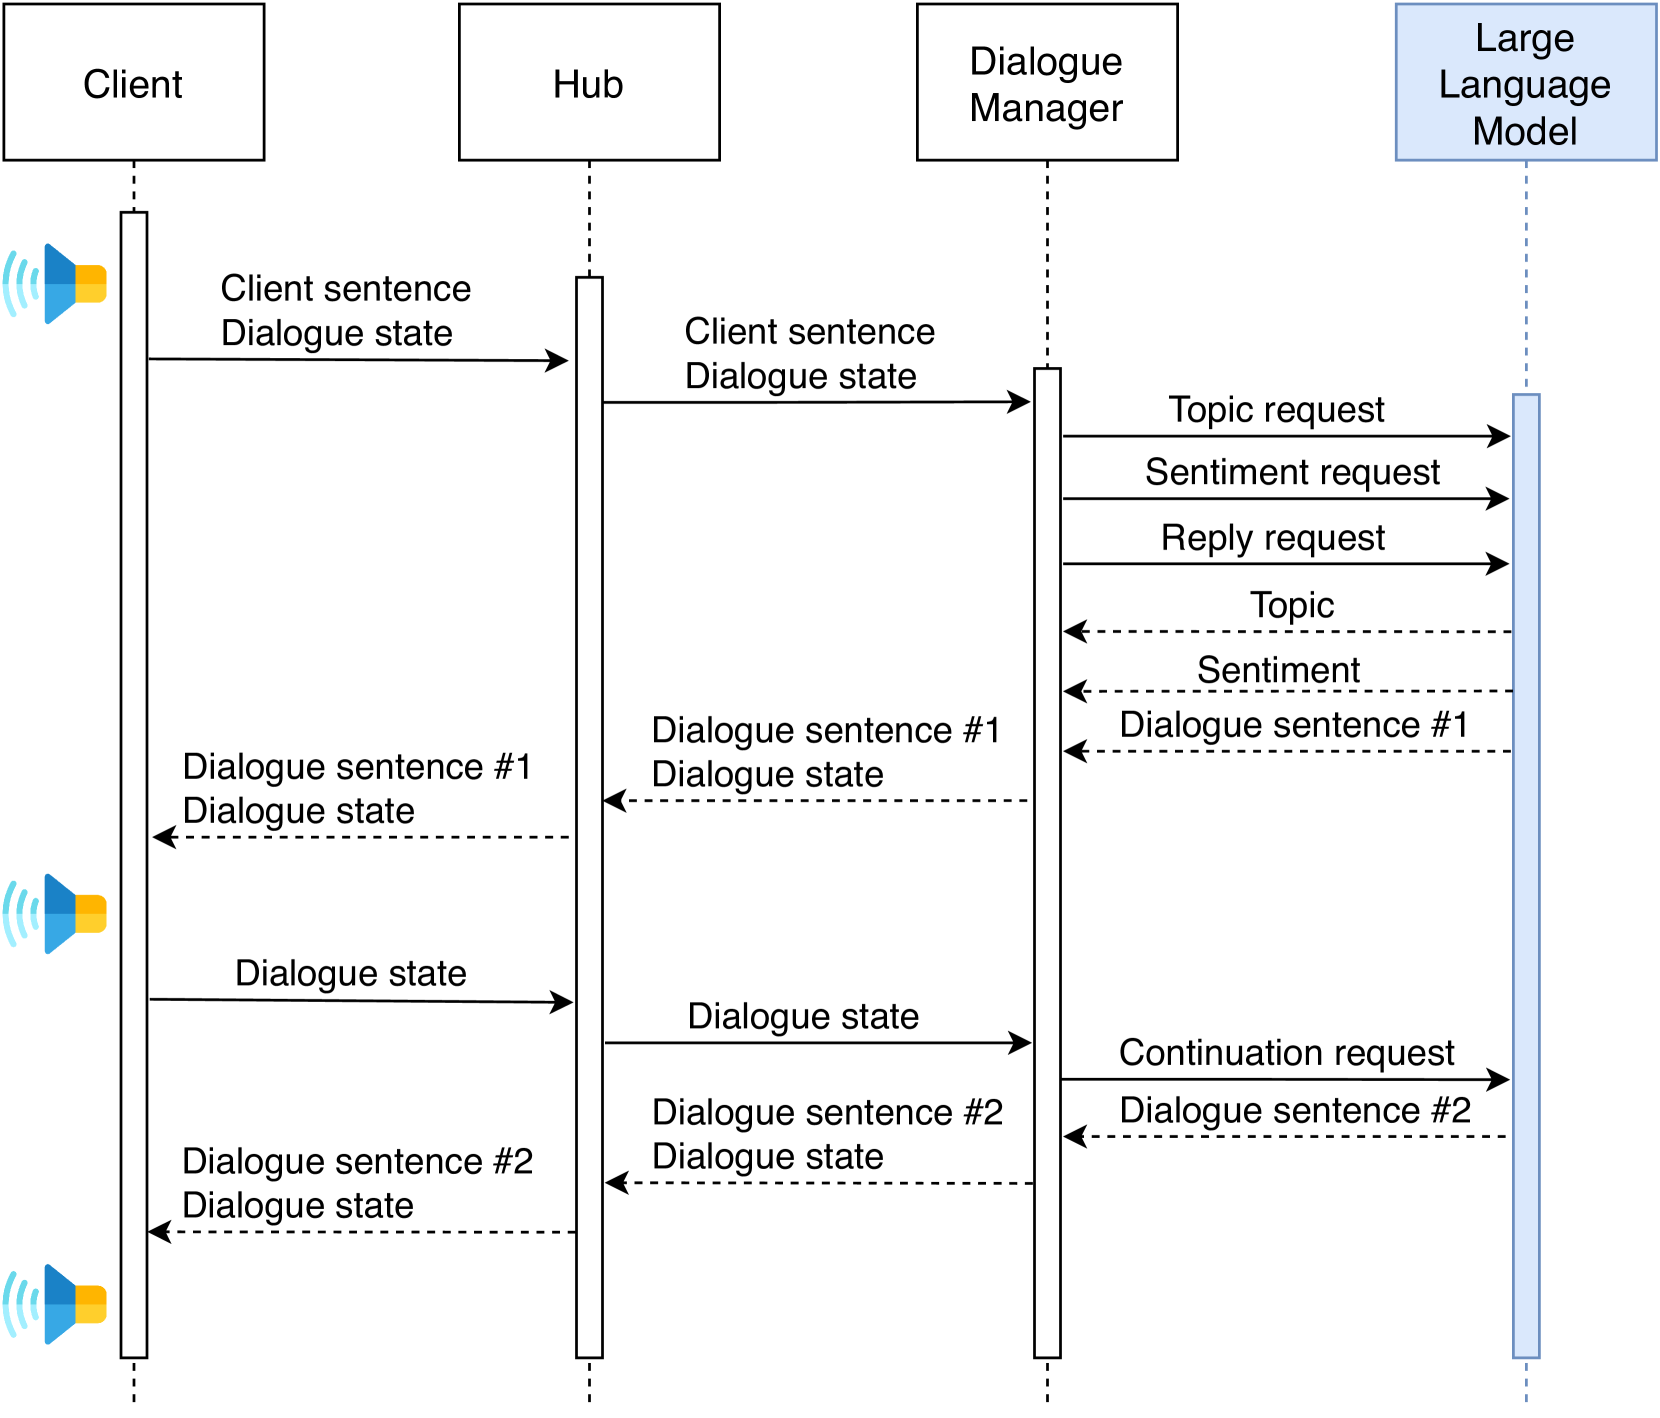 Client
Hub
Dialogue
Manager
Large
Language
Model
Client sentence
Dialogue state
Client sentence
Dialogue state
Topic request
Sentiment request
Reply request
Topic
Sentiment
Dialogue sentence #1
Dialogue sentence #1
Dialogue state
Dialogue sentence #1
Dialogue state
Dialogue state
Dialogue state
Continuation request
Dialogue sentence #2
Dialogue sentence #2
Dialogue state
Dialogue sentence #2
Dialogue state